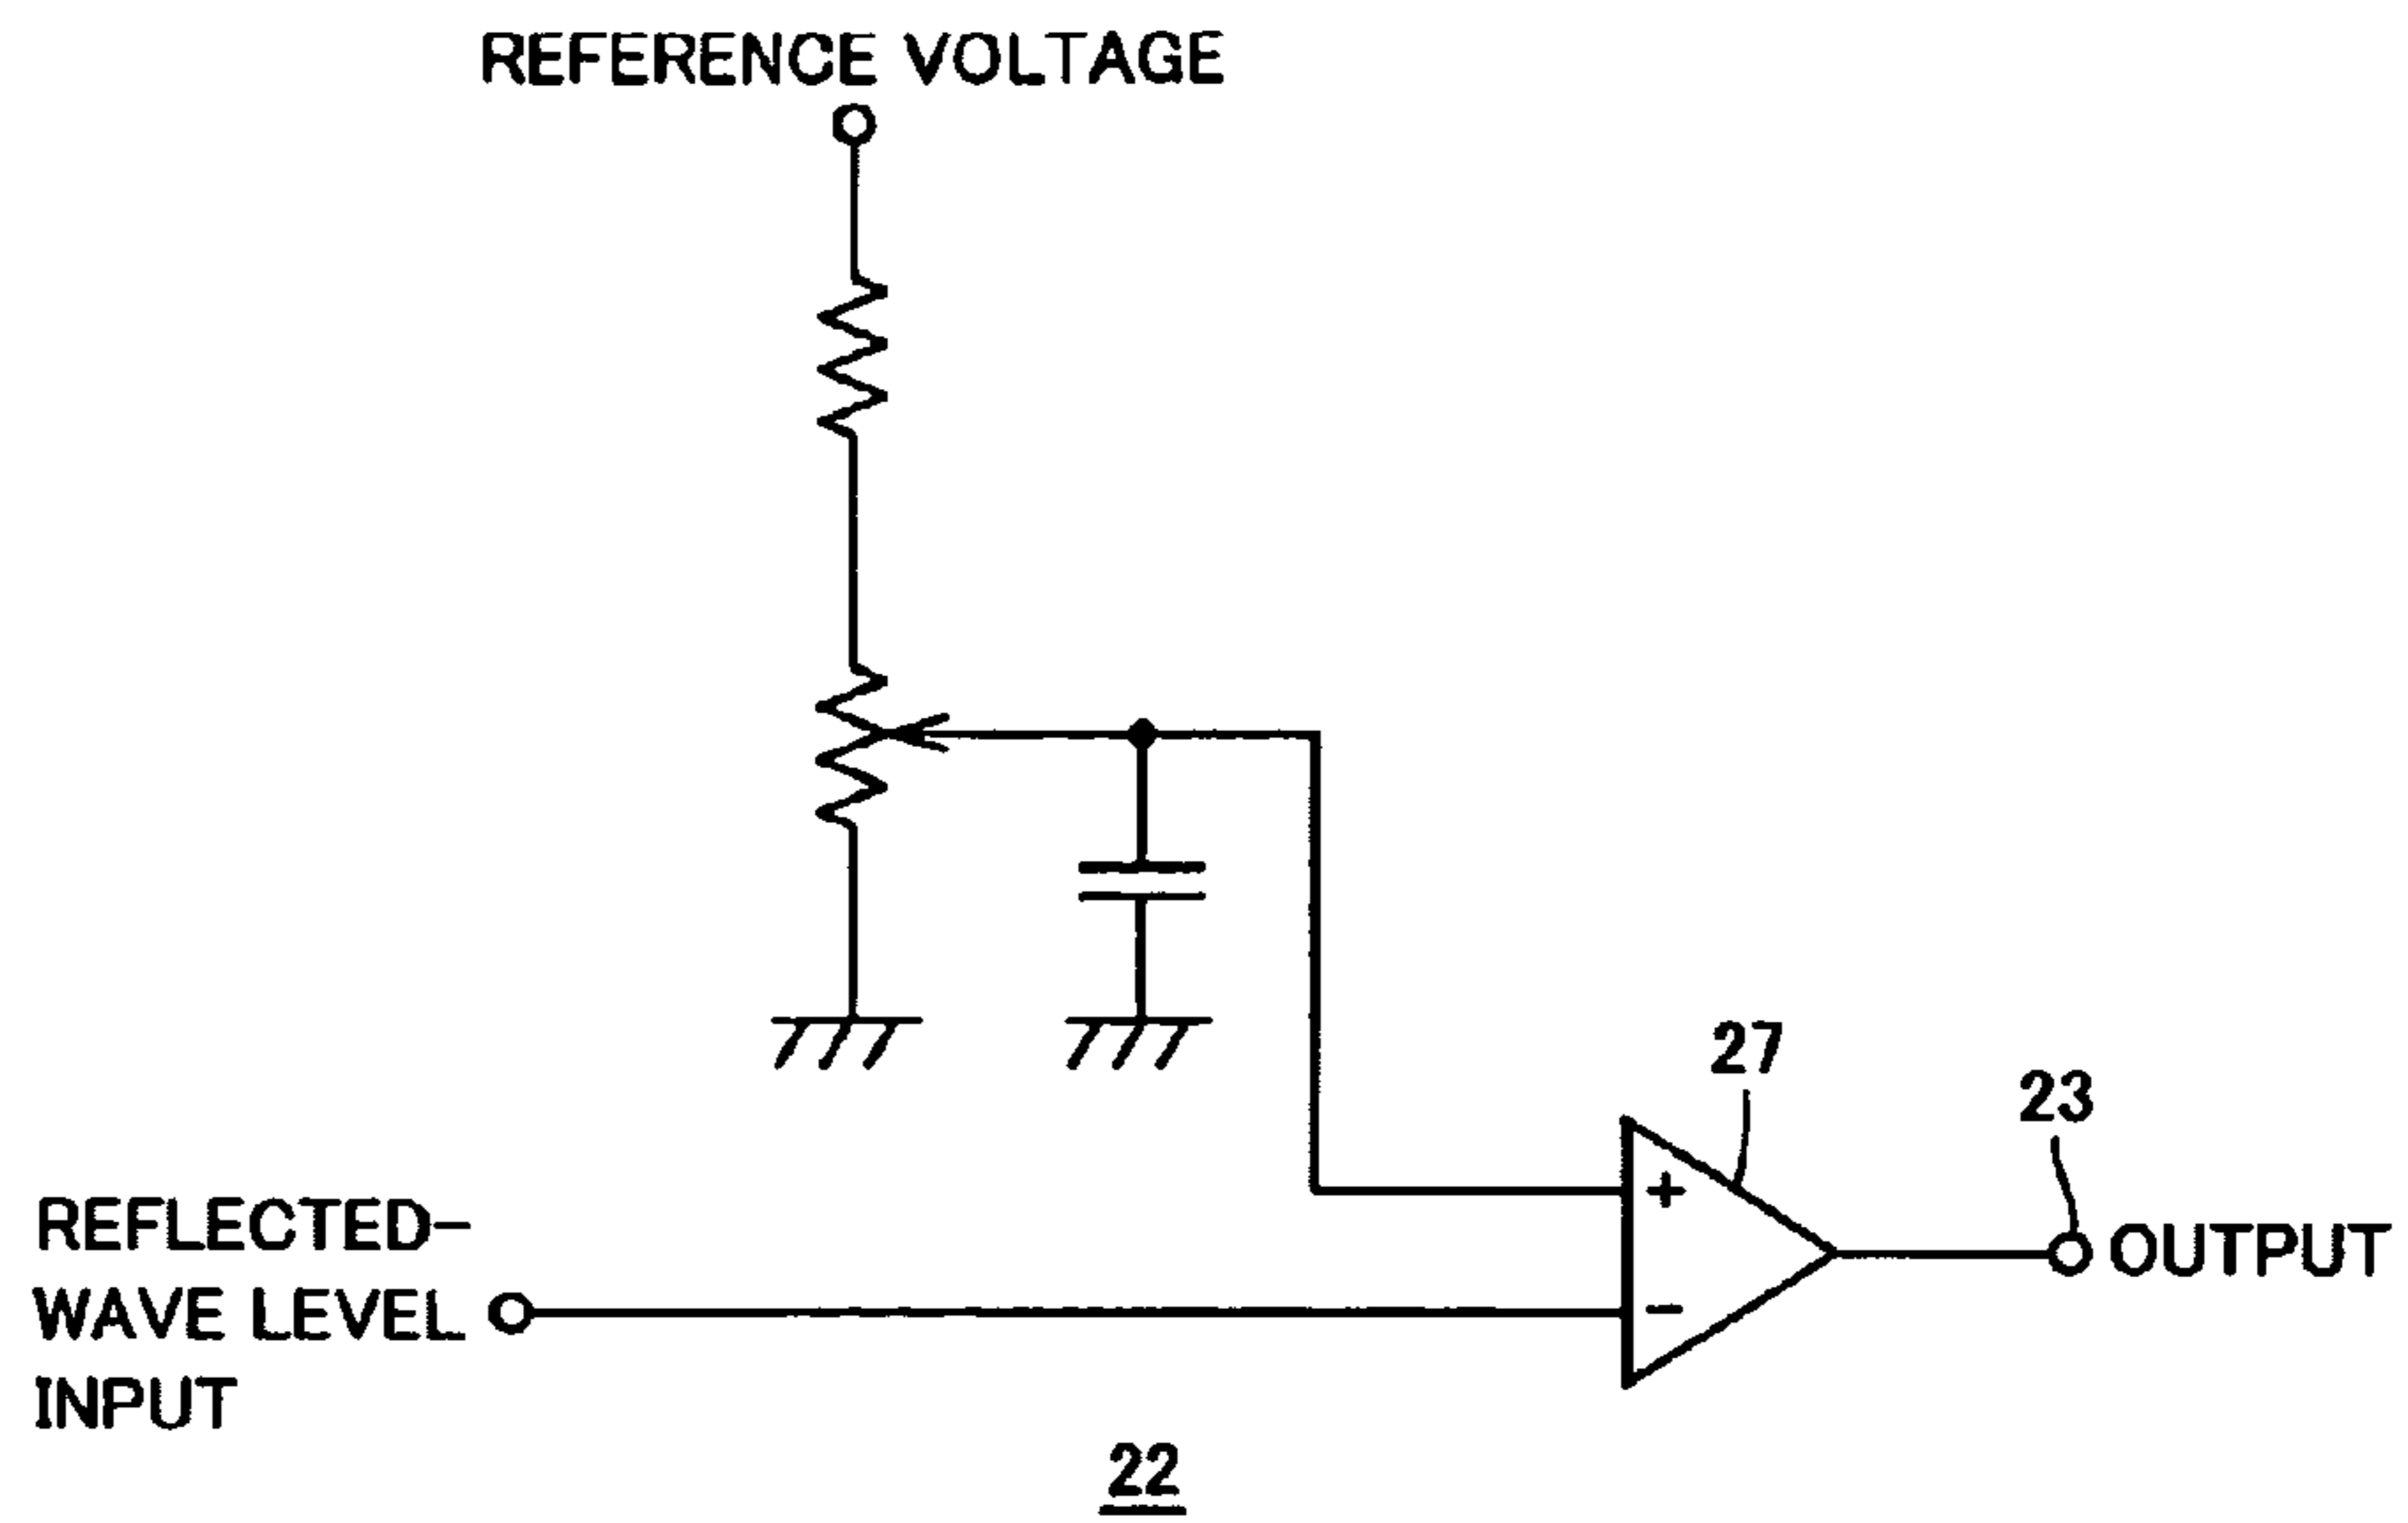 REFERENCE VOLTAGE
27
23
+
REFLECTED-
WAVE LEVEL
INPUT
OUTPUT
−
22